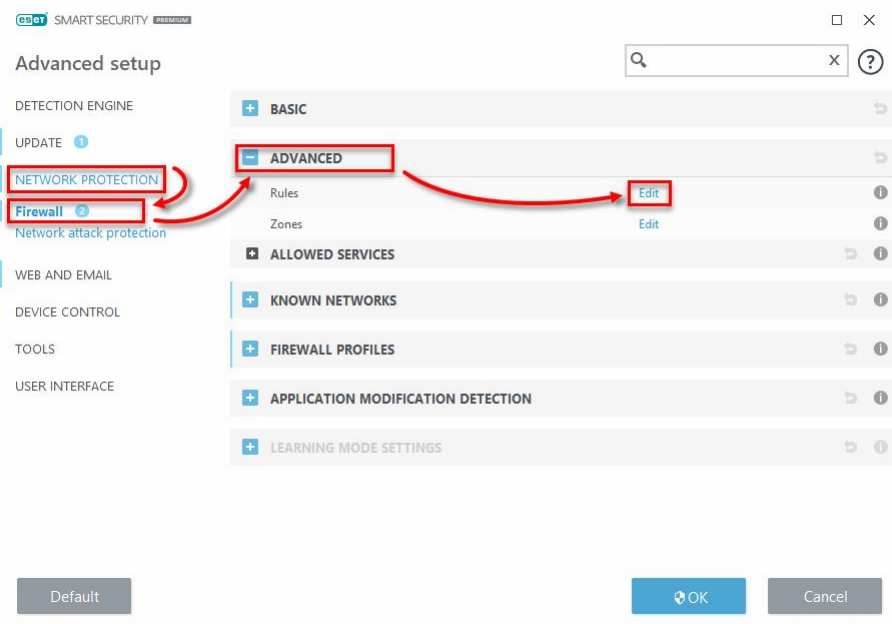 eset SMART SECURITY PREMIUM
Advanced setup
x
?
DETECTION ENGINE
UPDATE 1
NETWORK PROTECTION
Firewall 2
Network attack protection
WEB AND EMAIL
DEVICE CONTROL
TOOLS
USER INTERFACE
BASIC
ADVANCED
Rules Edit
Zones Edit
ALLOWED SERVICES
KNOWN NETWORKS
FIREWALL PROFILES
APPLICATION MODIFICATION DETECTION
LEARNING MODE SETTINGS
Default
OK
Cancel